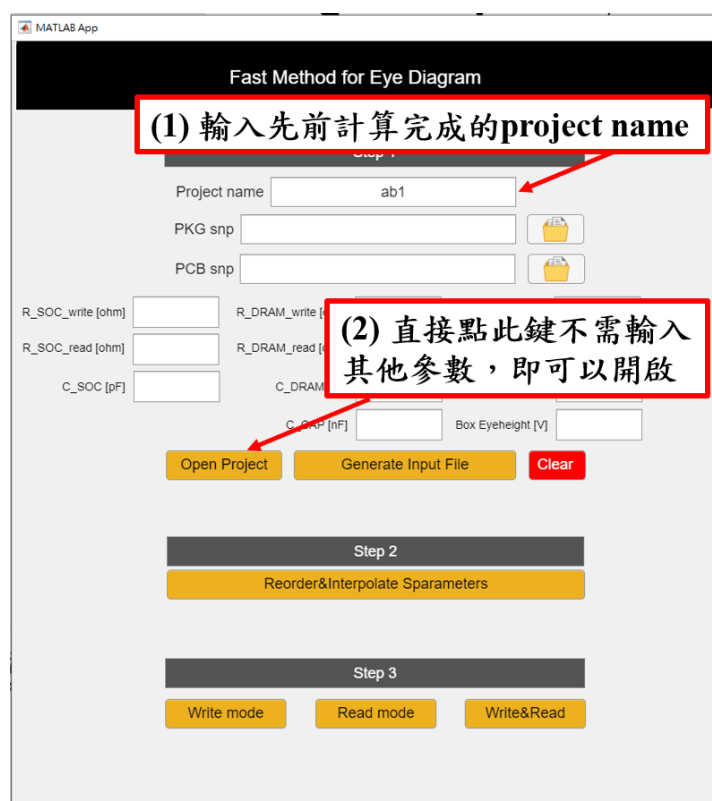 MATLAB App
Fast Method for Eye Diagram
(1) 輸入先前計算完成的project name
Project name
ab1
PKG snp
PCB snp
R_SOC_write [ohm]
R_DRAM_write
R_SOC_read [ohm]
R_DRAM_read
(2) 直接點此鍵不需輸入
其他參數，即可以開啟
C_SOC [pF]
C_DRAM
C_CAP [nF]
Box Eyeheight [V]
Open Project
Generate Input File
Clear
Step 2
Reorder&Interpolate Sparameters
Step 3
Write mode
Read mode
Write&Read